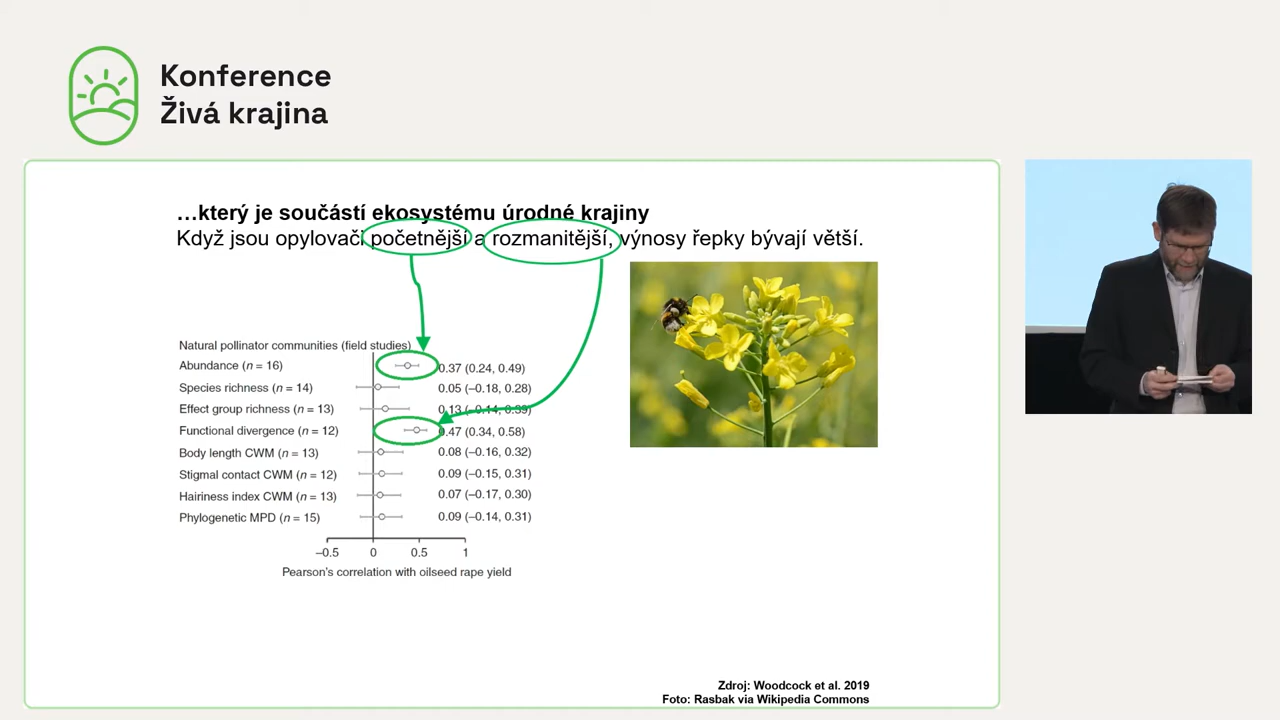 Konference
Živá krajina
…který je součástí ekosystému úrodné krajiny
Když jsou opylovači početnější a rozmanitější, výnosy řepky bývají větší.
Natural pollinator communities (field studies)
Abundance (n = 16) 0.37 (0.24, 0.49)
Species richness (n = 14) 0.05 (–0.18, 0.28)
Effect group richness (n = 13) 0.13 (–0.14, 0.39)
Functional divergence (n = 12) 0.47 (0.34, 0.58)
Body length CWM (n = 13) 0.08 (–0.16, 0.32)
Stigmal contact CWM (n = 12) 0.09 (–0.15, 0.31)
Hairiness index CWM (n = 13) 0.07 (–0.17, 0.30)
Phylogenetic MPD (n = 15) 0.09 (–0.14, 0.31)
–0.5 0 0.5 1
Pearson's correlation with oilseed rape yield
Zdroj: Woodcock et al. 2019
Foto: Rasbak via Wikipedia Commons